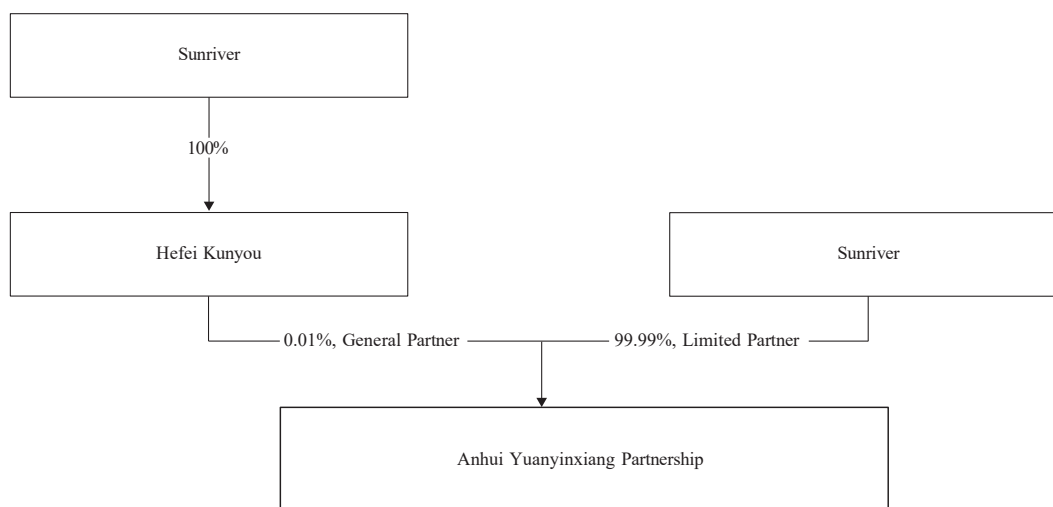 Sunriver
100%
Hefei Kunyou
Sunriver
0.01%, General Partner
99.99%, Limited Partner
Anhui Yuanyinxiang Partnership